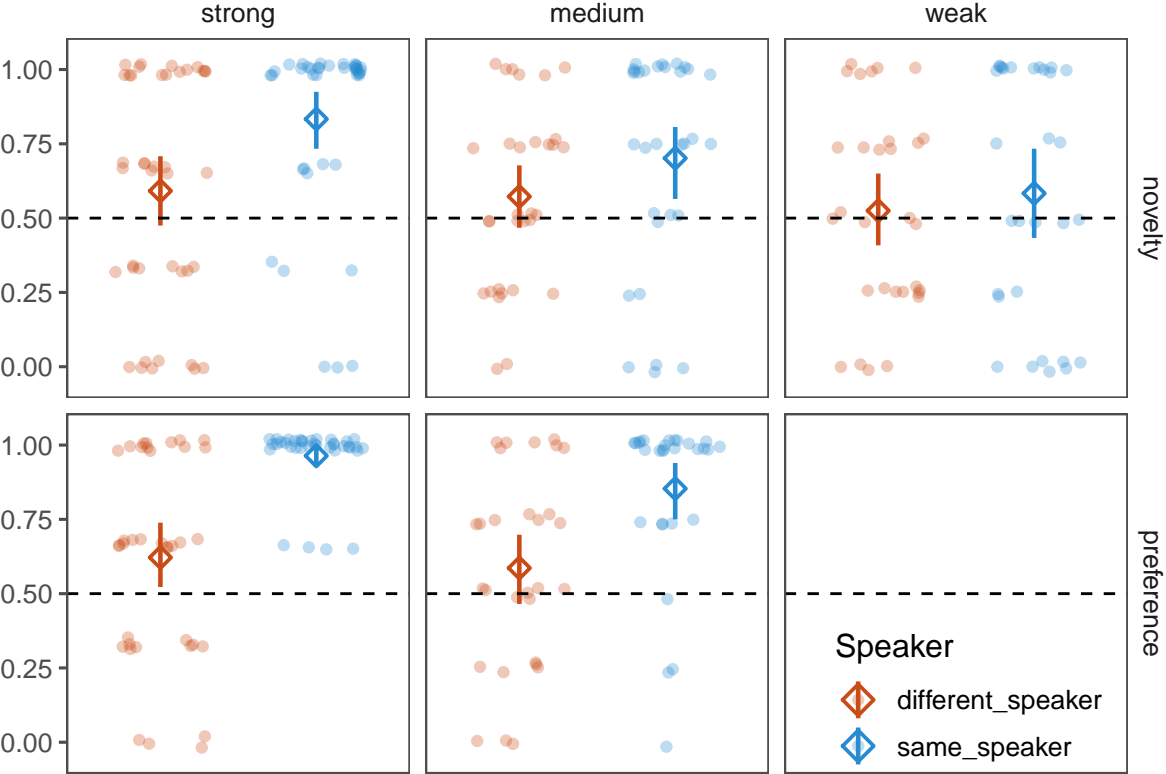 strong medium weak
1.00
0.75
0.50
0.25
0.00
novelty
1.00
0.75
0.50
0.25
0.00
preference
Speaker
different_speaker
same_speaker